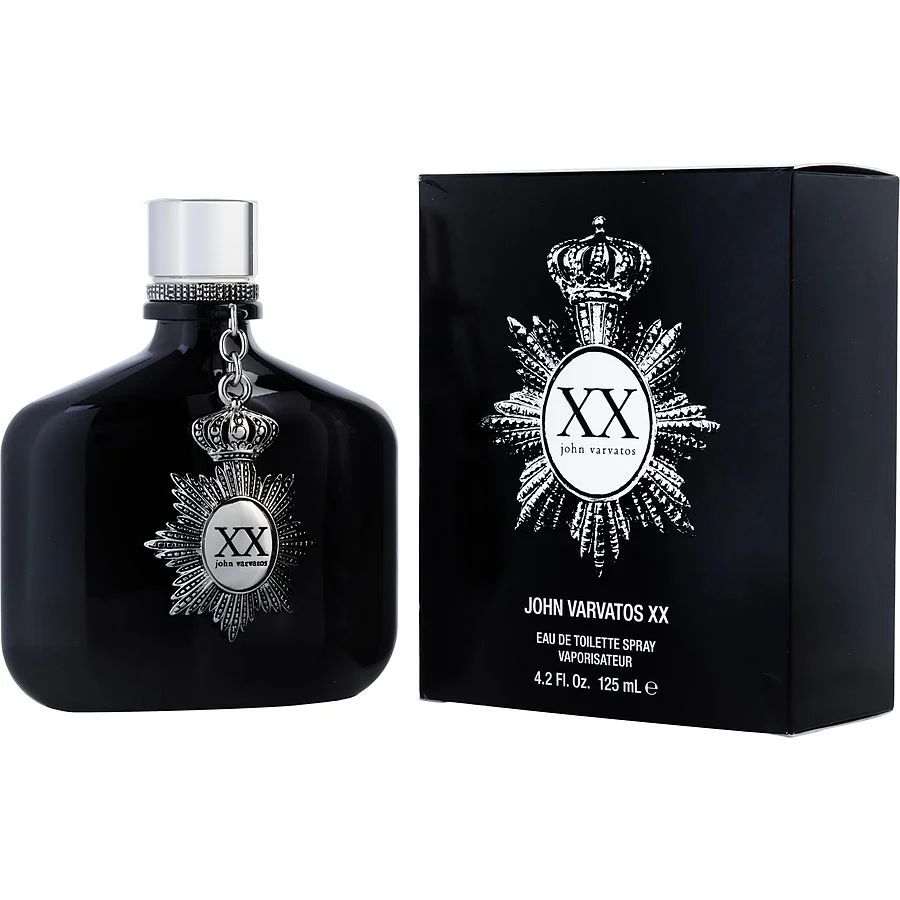 XX
john varvatos
XX
john varvatos
JOHN VARVATOS XX
EAU DE TOILETTE SPRAY
VAPORISATEUR
4.2 Fl. Oz. 125 mL ℮